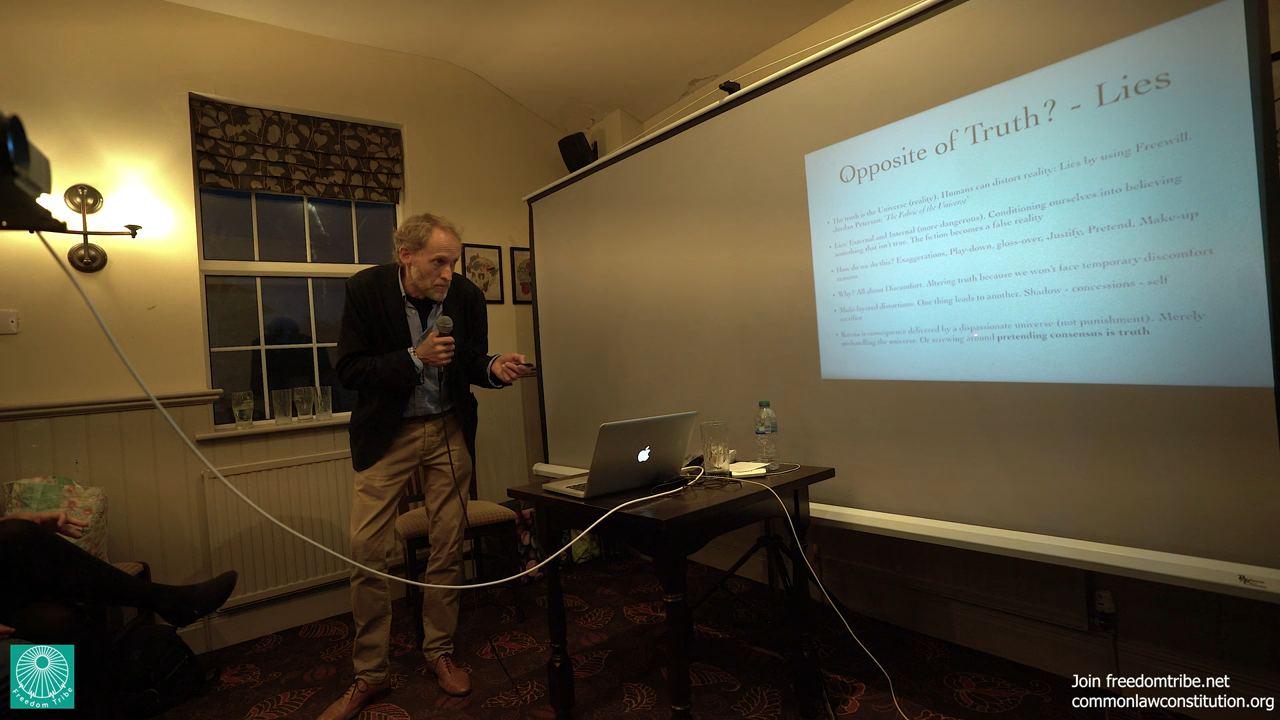 Opposite of Truth? - Lies
• The truth is the Universe (reality). Humans can distort reality: Lies by using Freewill.
Jordan Peterson: 'The Fabric of the Universe'
• Lies: External and Internal (more dangerous). Conditioning ourselves into believing
something that isn't true. The fiction becomes a false reality
• How do we do this? Exaggerations, Play-down, gloss-over, Justify, Pretend, Make-up
reasons
• Why? All about Discomfort. Altering truth because we won't face temporary discomfort
• Multi-layered distortions. One thing leads to another. Shadow - concessions - self
sacrifice
• is consequence delivered by a dispassionate universe (not punishment). Merely
mishandling the universe. Or screwing around pretending consensus is truth
Freedom Tribe
Join freedomtribe.net
commonlawconstitution.org